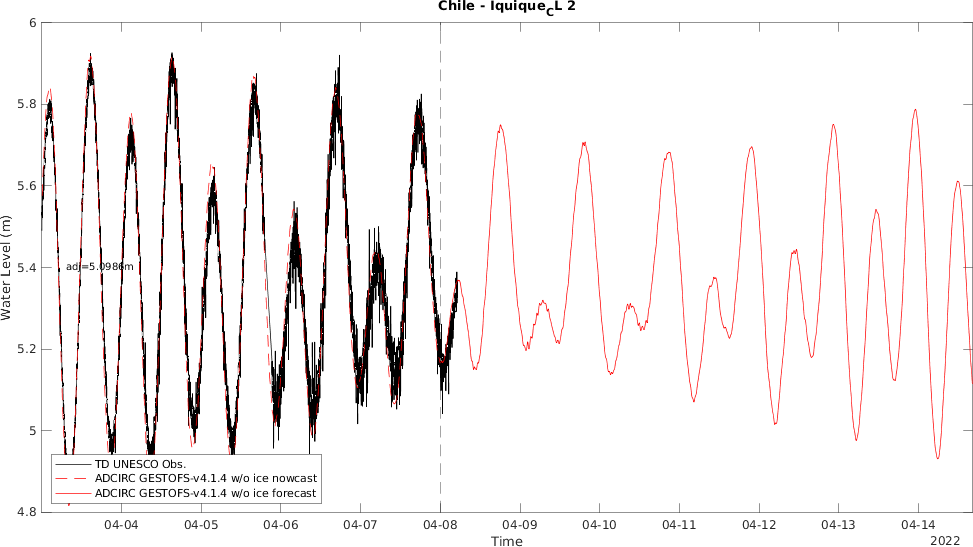 Chile - Iquique_CL 2
6
5.8
5.6
5.4
5.2
5
4.8
Water Level (m)
adj=5.0986m
TD UNESCO Obs.
ADCIRC GESTOFS-v4.1.4 w/o ice nowcast
ADCIRC GESTOFS-v4.1.4 w/o ice forecast
04-04 04-05 04-06 04-07 04-08 04-09 04-10 04-11 04-12 04-13 04-14
Time
2022